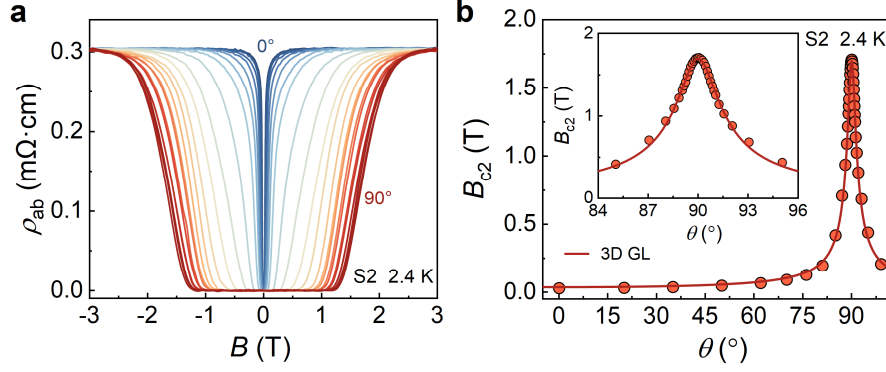 a
ρab (mΩ·cm)
0.3
0.2
0.1
0.0
0°
90°
S2 2.4 K
-3 -2 -1 0 1 2 3
B (T)
b
Bc2 (T)
2.0
1.5
1.0
0.5
0.0
S2 2.4 K
Bc2 (T)
2
1
0
84 87 90 93 96
θ (°)
3D GL
0 15 30 45 60 75 90
θ (°)